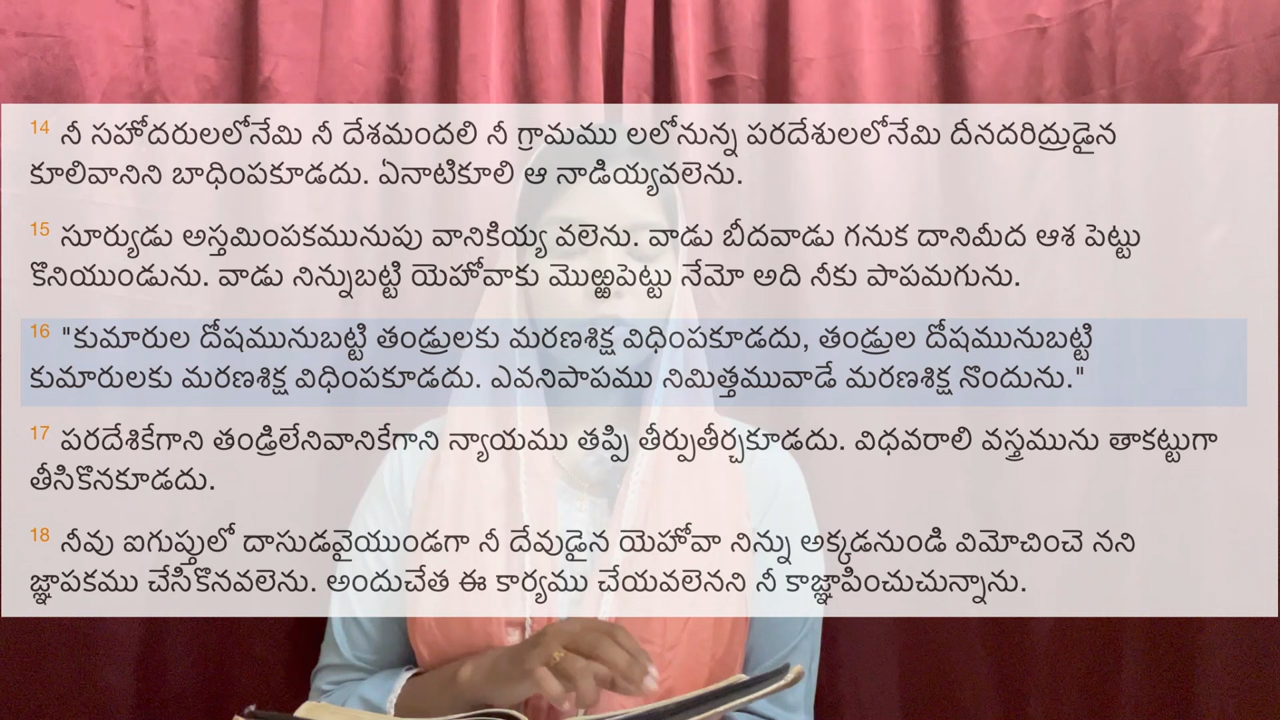 14 నీ సహోదరులలోనేమి నీ దేశమందలి నీ గ్రామము లలోనున్న పరదేశులలోనేమి దీనదరిద్రుడైన
కూలివానిని బాధింపకూడదు. ఏనాటికూలి ఆ నాడియ్యవలెను.
15 సూర్యుడు అస్తమింపకమునుపు వానికియ్య వలెను. వాడు బీదవాడు గనుక దానిమీద ఆశ పెట్టు
కొనియుండును. వాడు నిన్నుబట్టి యెహోవాకు మొఱ్ఱపెట్టు నేమో అది నీకు పాపమగును.
16 "కుమారుల దోషమునుబట్టి తండ్రులకు మరణశిక్ష విధింపకూడదు, తండ్రుల దోషమునుబట్టి
కుమారులకు మరణశిక్ష విధింపకూడదు. ఎవనిపాపము నిమిత్తమువాడే మరణశిక్ష నొందును."
17 పరదేశికేగాని తండ్రిలేనివానికేగాని న్యాయము తప్పి తీర్పుతీర్చకూడదు. విధవరాలి వస్త్రమును తాకట్టుగా
తీసికొనకూడదు.
18 నీవు ఐగుప్తులో దాసుడవైయుండగా నీ దేవుడైన యెహోవా నిన్ను అక్కడనుండి విమోచించె నని
జ్ఞాపకము చేసికొనవలెను. అందుచేత ఈ కార్యము చేయవలెనని నీ కాజ్ఞాపించుచున్నాను.